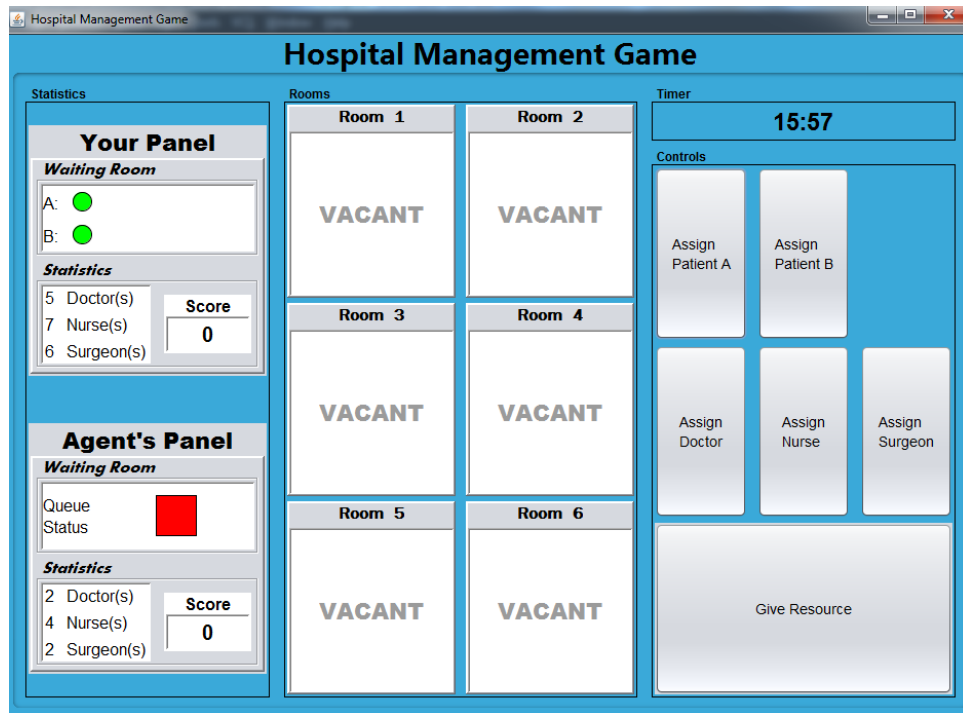 Hospital Management Game
Hospital Management Game
Statistics
Your Panel
Waiting Room
A:
B:
Statistics
5 Doctor(s)
7 Nurse(s)
6 Surgeon(s)
Score
0
Agent's Panel
Waiting Room
Queue
Status
Statistics
2 Doctor(s)
4 Nurse(s)
2 Surgeon(s)
Score
0
Rooms
Room 1
VACANT
Room 2
VACANT
Room 3
VACANT
Room 4
VACANT
Room 5
VACANT
Room 6
VACANT
Timer
15:57
Controls
Assign
Patient A
Assign
Patient B
Assign
Doctor
Assign
Nurse
Assign
Surgeon
Give Resource